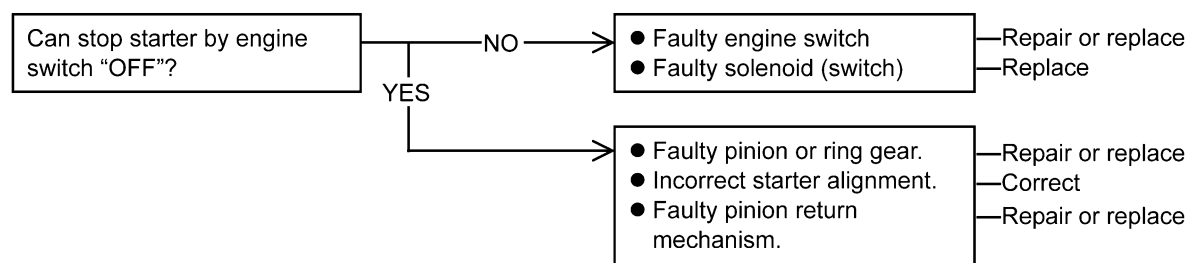 Can stop starter by engine
switch “OFF”?
NO
● Faulty engine switch
—Repair or replace
● Faulty solenoid (switch)
—Replace
YES
● Faulty pinion or ring gear.
—Repair or replace
● Incorrect starter alignment.
—Correct
● Faulty pinion return
mechanism.
—Repair or replace